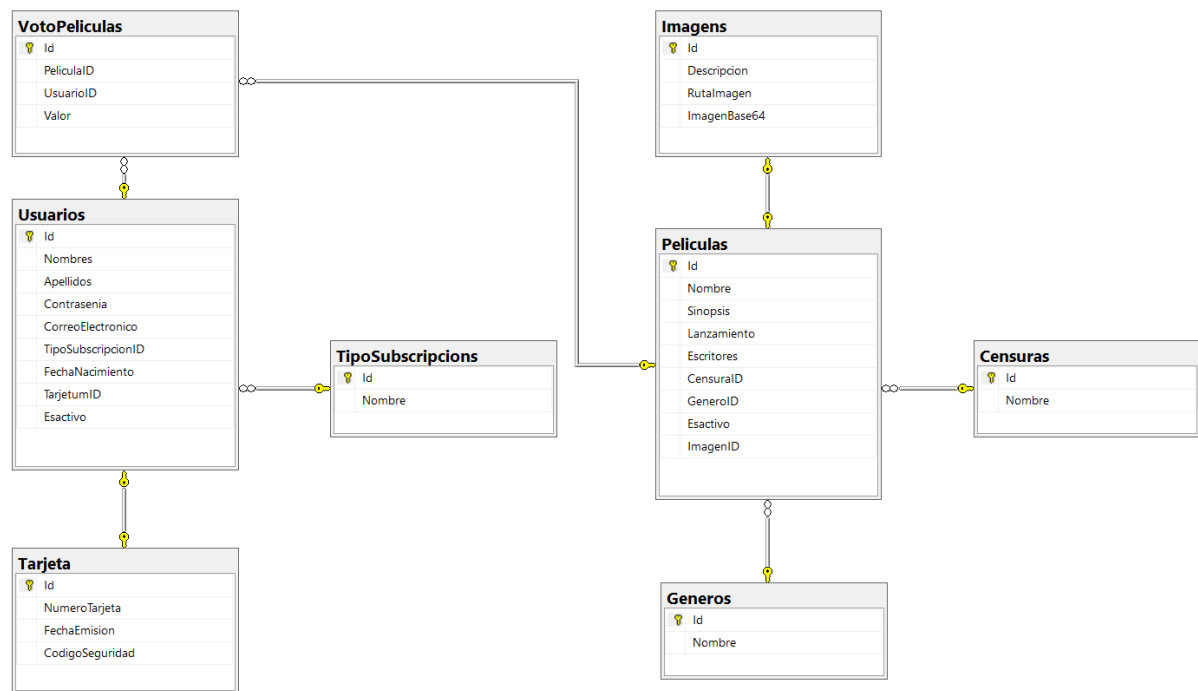 VotoPeliculas
Id
PeliculaID
UsuarioID
Valor
Usuarios
Id
Nombres
Apellidos
Contrasenia
CorreoElectronico
TipoSubscripcionID
FechaNacimiento
TarjetumID
Esactivo
Tarjeta
Id
NumeroTarjeta
FechaEmision
CodigoSeguridad
TipoSubscripcions
Id
Nombre
Imagens
Id
Descripcion
RutaImagen
ImagenBase64
Peliculas
Id
Nombre
Sinopsis
Lanzamiento
Escritores
CensuraID
GeneroID
Esactivo
ImagenID
Generos
Id
Nombre
Censuras
Id
Nombre